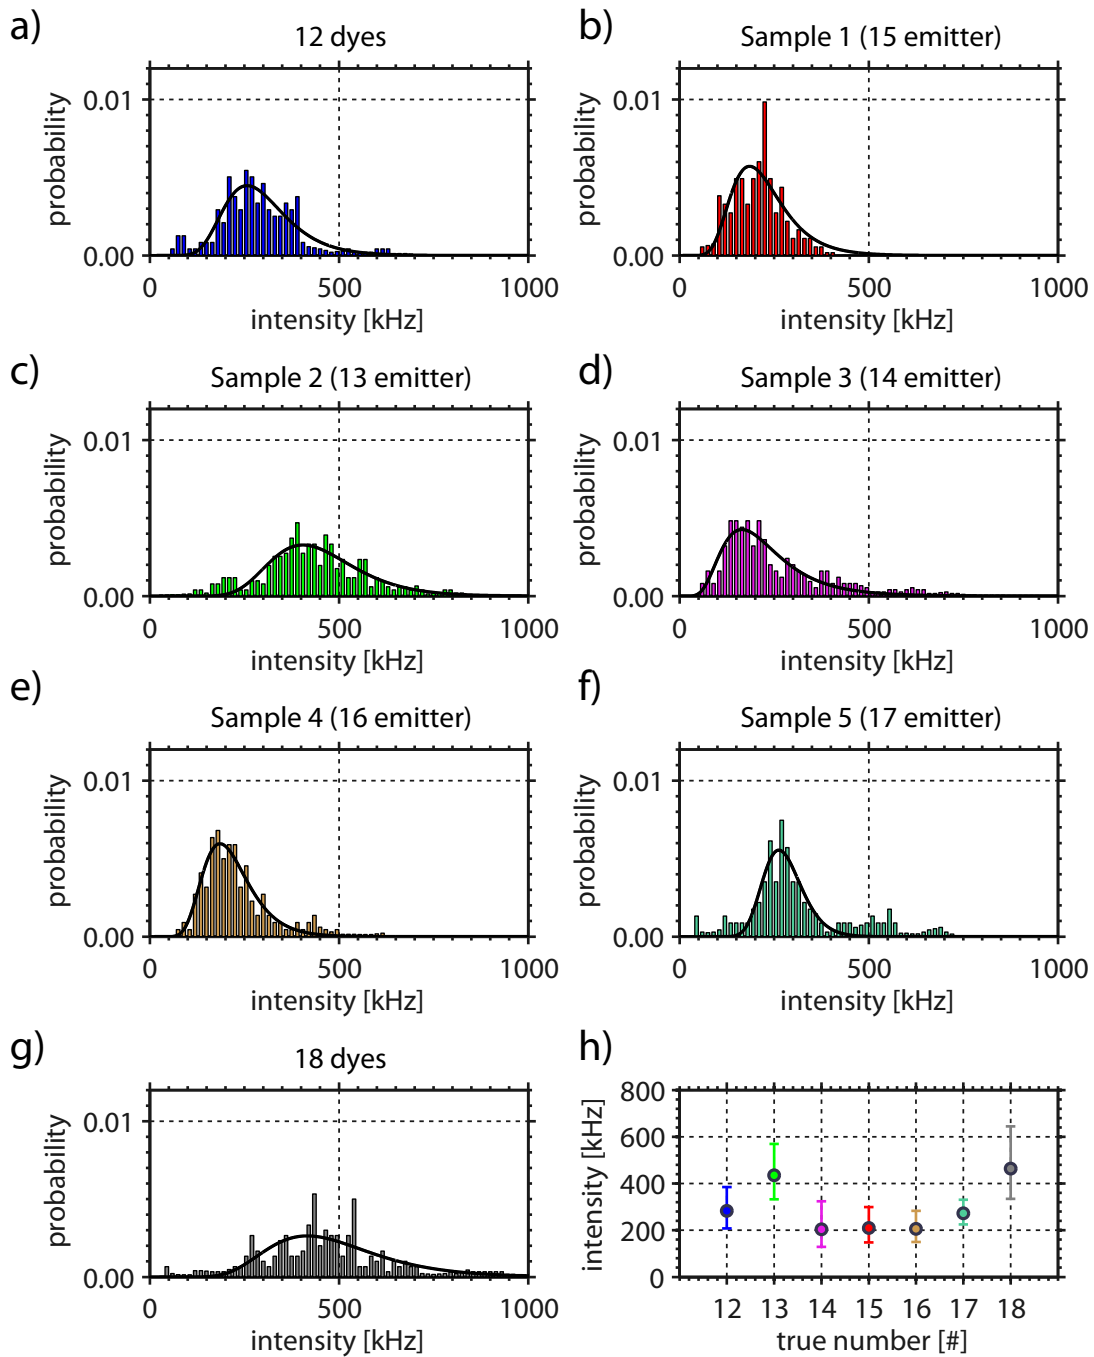 a)
12 dyes
probability
0.01
0.00
0
500
1000
intensity [kHz]
b)
Sample 1 (15 emitter)
probability
0.01
0.00
0
500
1000
intensity [kHz]
c)
Sample 2 (13 emitter)
probability
0.01
0.00
0
500
1000
intensity [kHz]
d)
Sample 3 (14 emitter)
probability
0.01
0.00
0
500
1000
intensity [kHz]
e)
Sample 4 (16 emitter)
probability
0.01
0.00
0
500
1000
intensity [kHz]
f)
Sample 5 (17 emitter)
probability
0.01
0.00
0
500
1000
intensity [kHz]
g)
18 dyes
probability
0.01
0.00
0
500
1000
intensity [kHz]
h)
intensity [kHz]
800
600
400
200
0
12 13 14 15 16 17 18
true number [#]